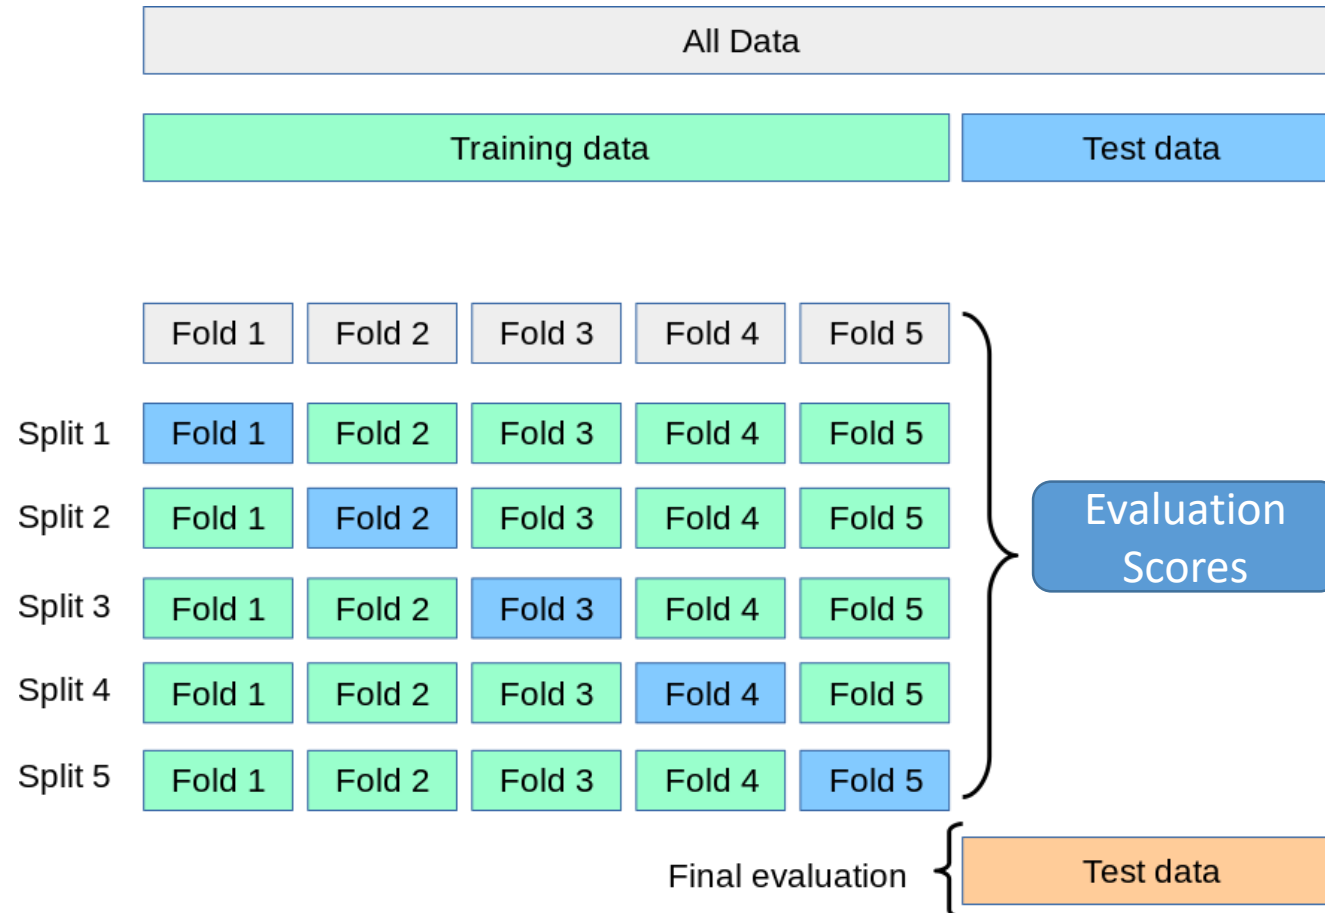 All Data
Training data Test data
Fold 1 Fold 2 Fold 3 Fold 4 Fold 5
Split 1 Fold 1 Fold 2 Fold 3 Fold 4 Fold 5
Split 2 Fold 1 Fold 2 Fold 3 Fold 4 Fold 5
Split 3 Fold 1 Fold 2 Fold 3 Fold 4 Fold 5
Split 4 Fold 1 Fold 2 Fold 3 Fold 4 Fold 5
Split 5 Fold 1 Fold 2 Fold 3 Fold 4 Fold 5
Evaluation
Scores
Final evaluation Test data